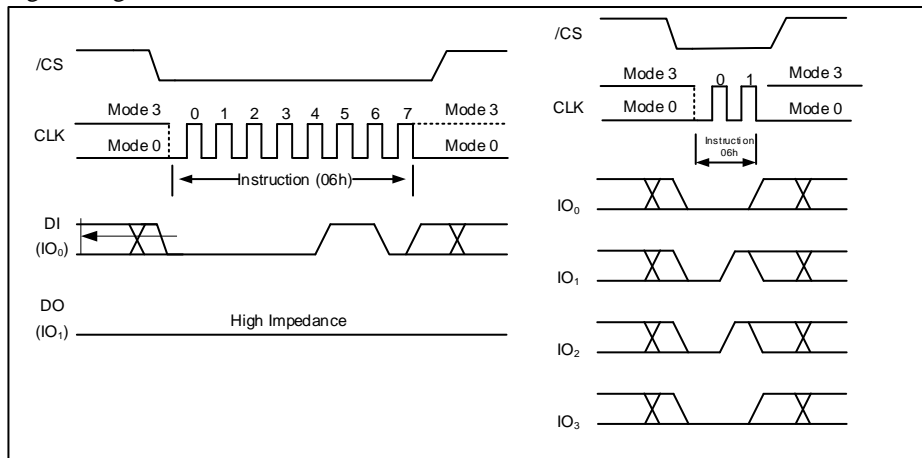 /CS
Mode 3 0 1 2 3 4 5 6 7 Mode 3
CLK
Mode 0 Mode 0
Instruction (06h)
DI
(IO₀)
DO
(IO₁)
High Impedance
/CS
Mode 3 0 1 Mode 3
CLK
Mode 0 Mode 0
Instruction
06h
IO₀
IO₁
IO₂
IO₃